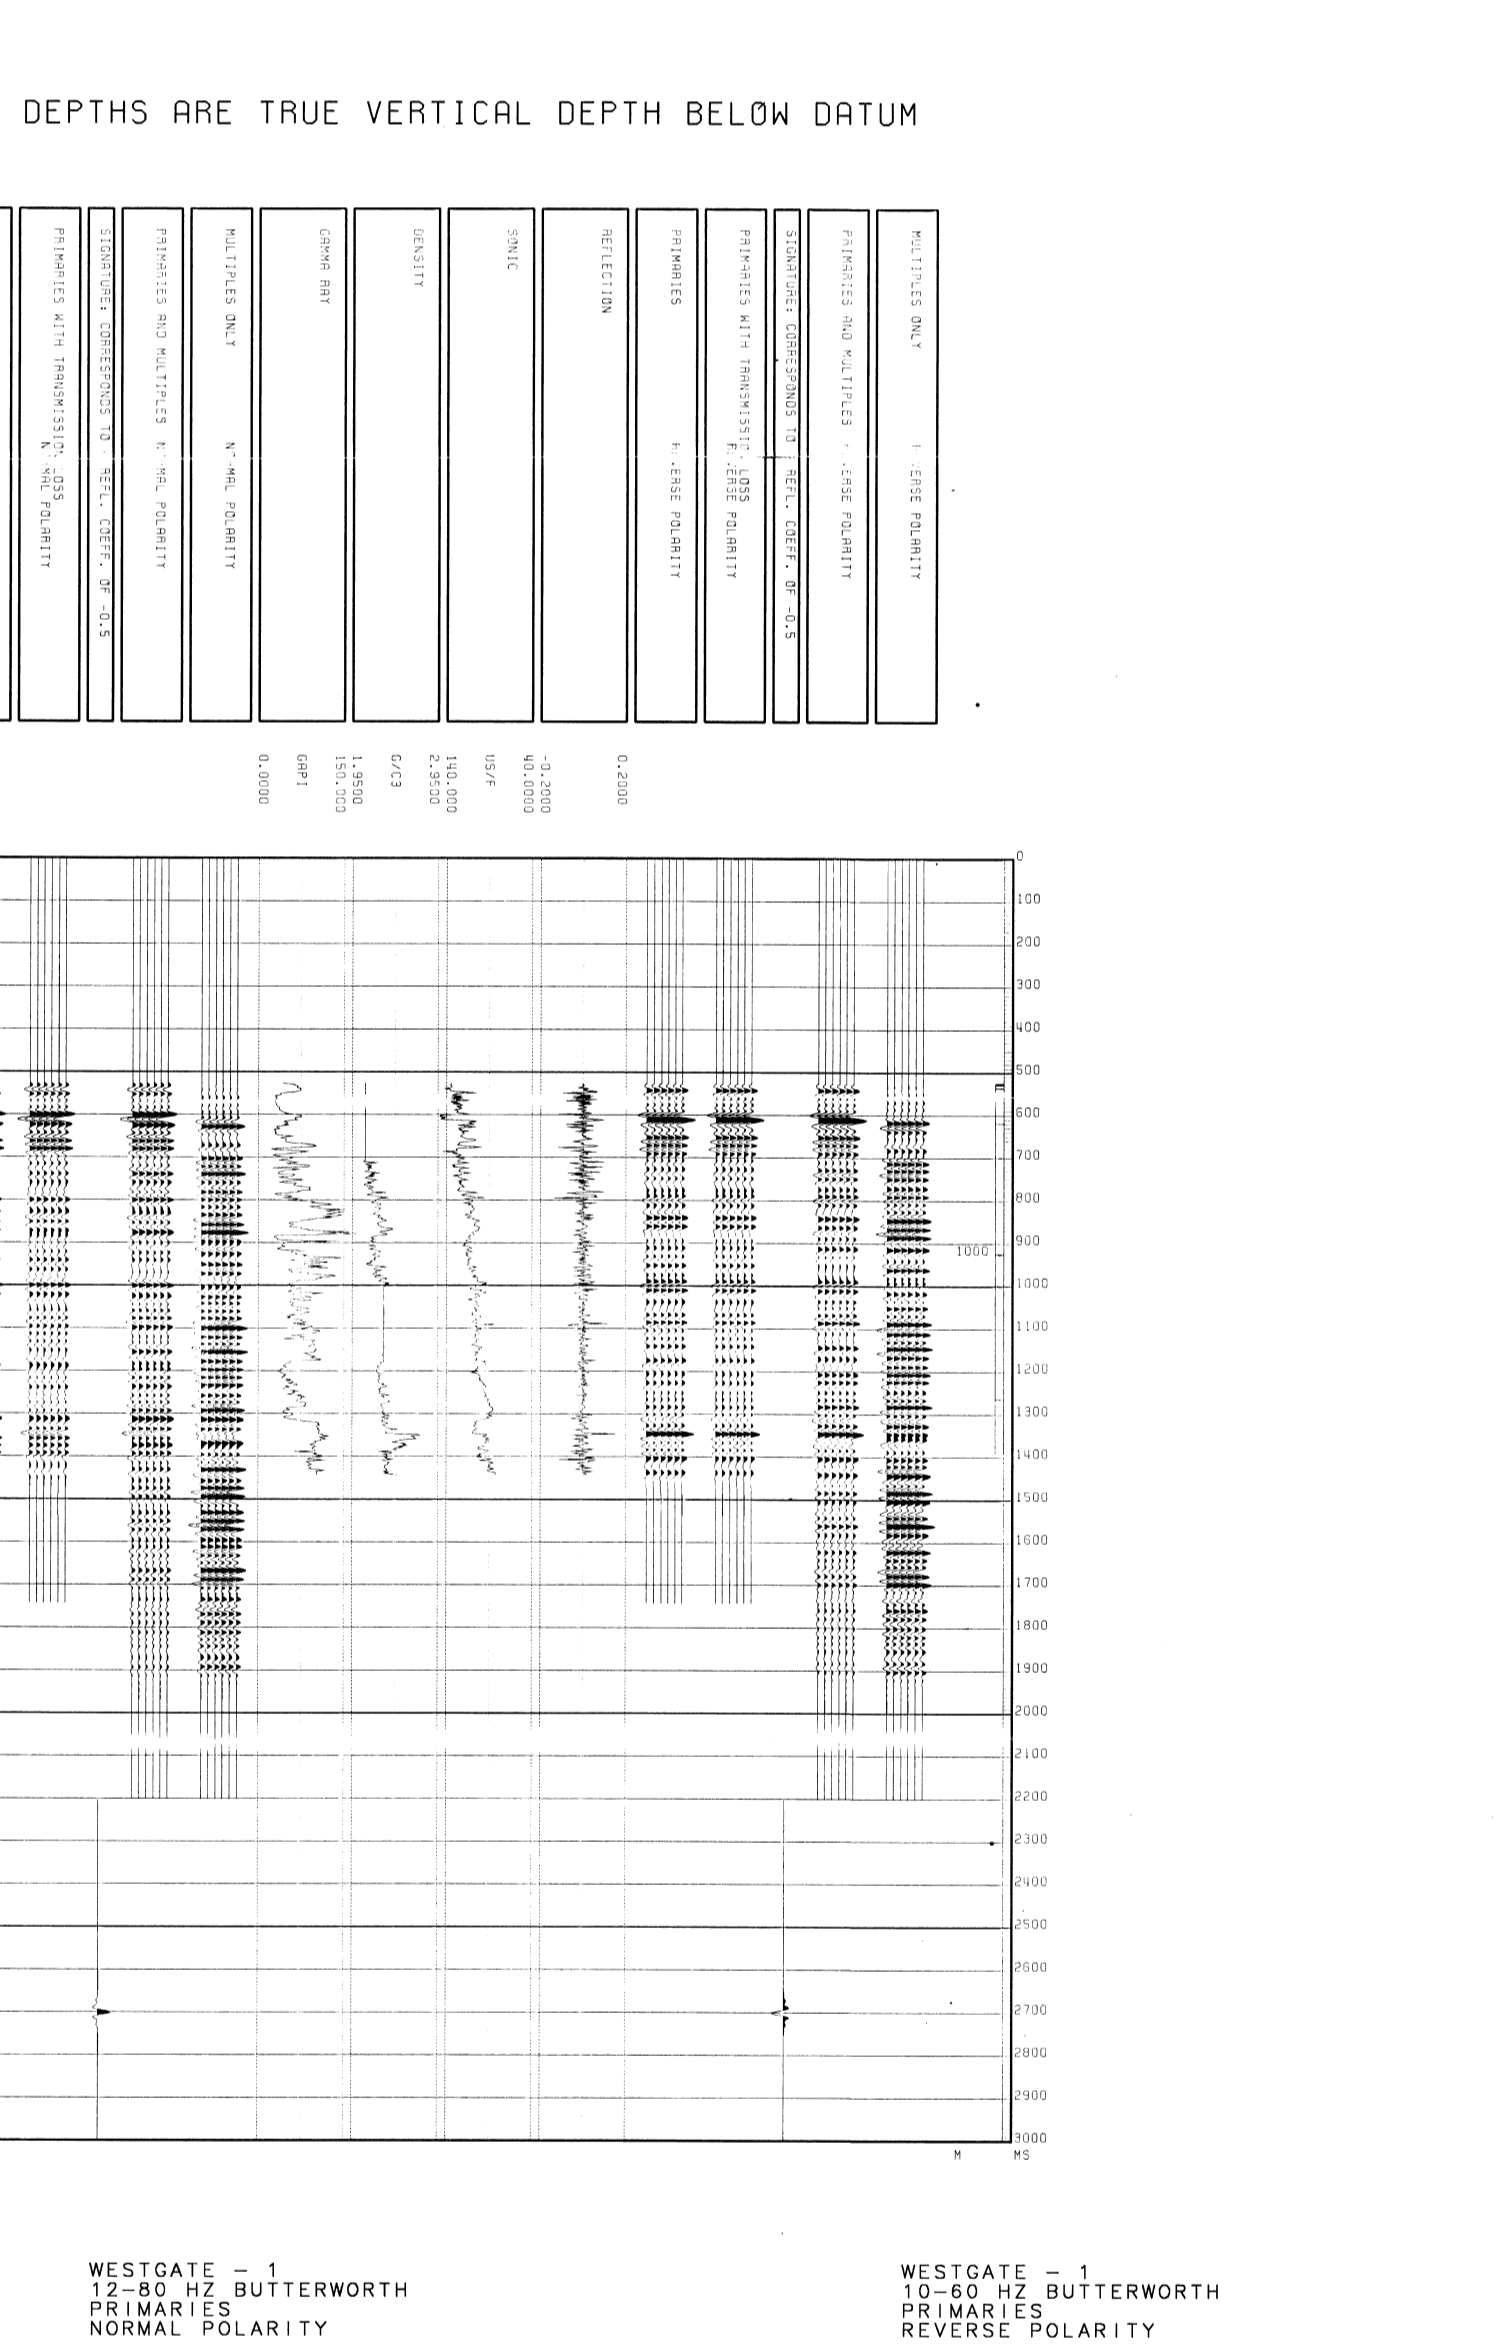 DEPTHS ARE TRUE VERTICAL DEPTH BELOW DATUM
PRIMARIES WITH TRANSMISSION LOSS
POLARITY
SIGNATURE: CORRESPONDS TO REFL. COEFF. OF -0.5
PRIMARIES AND MULTIPLES
POLARITY
MULTIPLES ONLY
POLARITY
GAMMA RAY
DENSITY
SONIC
REFLECTION
PRIMARIES
POLARITY
PRIMARIES WITH TRANSMISSION LOSS
POLARITY
SIGNATURE: CORRESPONDS TO REFL. COEFF. OF -0.5
PRIMARIES AND MULTIPLES
POLARITY
MULTIPLES ONLY
POLARITY
0.0000
GAPI
150.000
1.9500
G/C3
2.9500
140.000
US/F
40.0000
-0.2000
0.2000
0
100
200
300
400
500
600
700
800
900
1000
1000
1100
1200
1300
1400
1500
1600
1700
1800
1900
2000
2100
2200
2300
2400
2500
2600
2700
2800
2900
3000
M MS
WESTGATE - 1
12-80 HZ BUTTERWORTH
PRIMARIES
NORMAL POLARITY
WESTGATE - 1
10-60 HZ BUTTERWORTH
PRIMARIES
REVERSE POLARITY